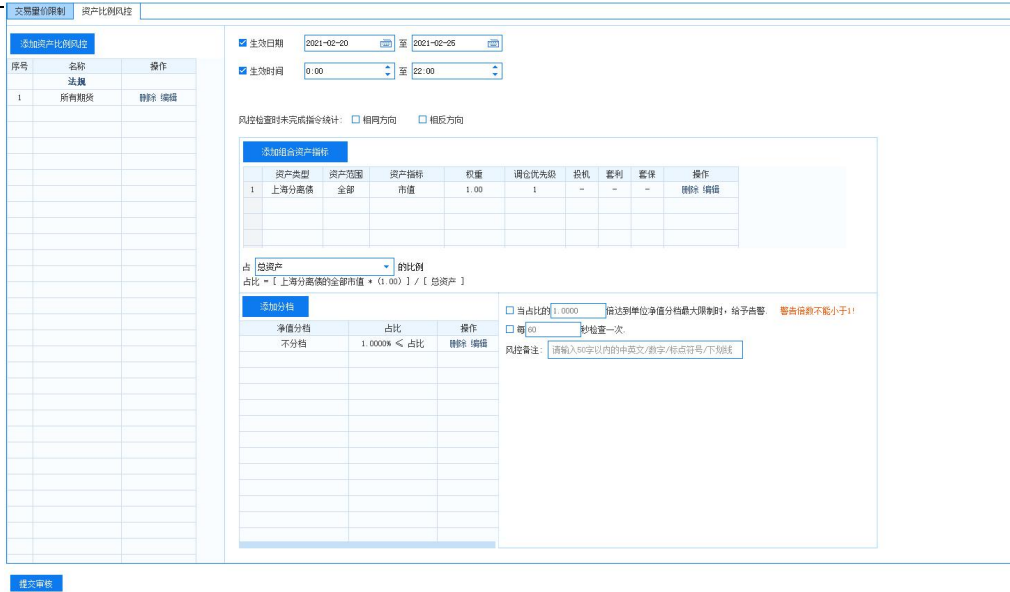 交易量价限制 资产比例风控
添加资产比例风控
序号 名称 操作
法规
1 所有期货 删除 编辑
生效日期 2021-02-20 至 2021-02-25
生效时间 0:00 至 22:00
风控检查时未完成指令统计: 相同方向 相反方向
添加组合资产指标
资产类型 资产范围 资产指标 权重 调仓优先级 投机 套利 套保 操作
1 上海分离债 全部 市值 1.00 1 - - - 删除 编辑
占 总资产 的比例
占比 = [ 上海分离债的全部市值 * (1.00) ] / [ 总资产 ]
添加分档
净值分档 占比 操作
不分档 1.0000% ≤ 占比 删除 编辑
当占比的 1.0000 倍达到单位净值分档最大限制时, 给予告警. 警告倍数不能小于1!
每 60 秒检查一次.
风控备注: 请输入50字以内的中英文/数字/标点符号/下划线
提交审核